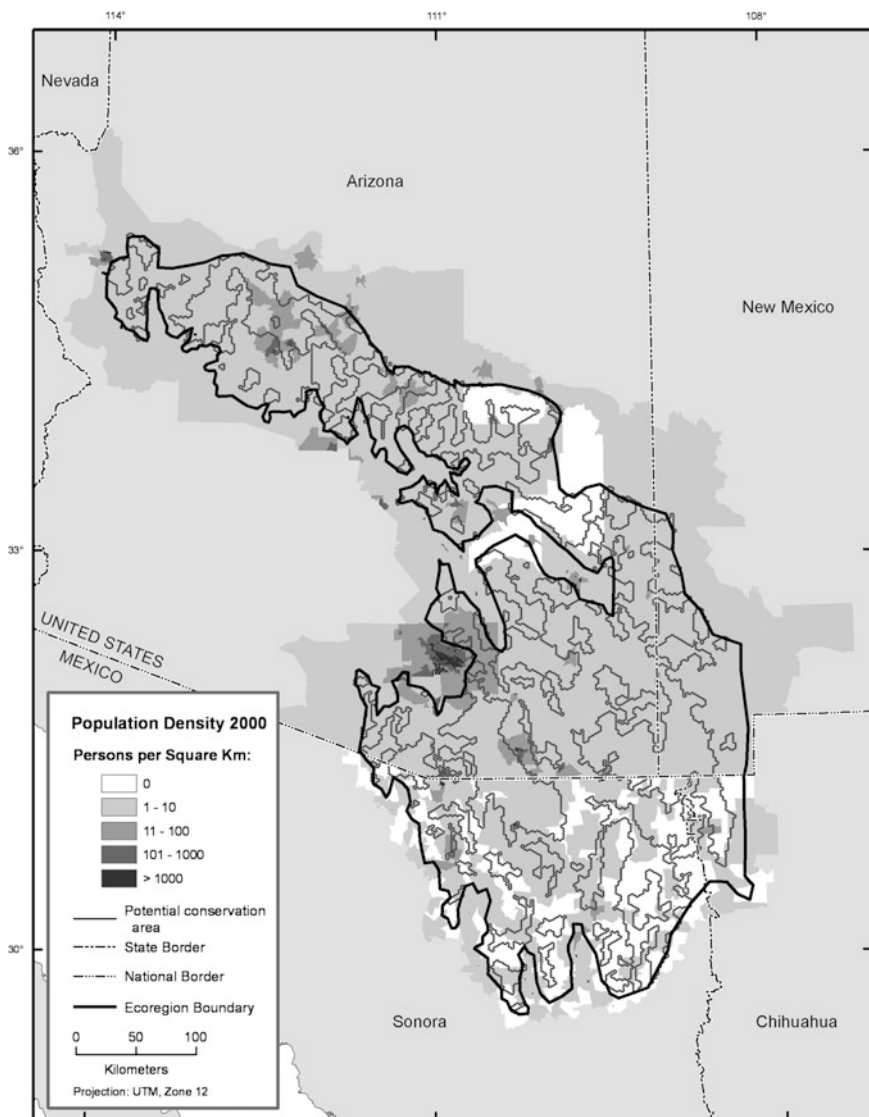 114°
111°
108°
Nevada
36°
Arizona
New Mexico
33°
UNITED STATES
MEXICO
Population Density 2000
Persons per Square Km:
0
1 - 10
11 - 100
101 - 1000
> 1000
Potential conservation
area
State Border
National Border
Ecoregion Boundary
0 50 100
Kilometers
Projection: UTM, Zone 12
30°
Sonora
Chihuahua